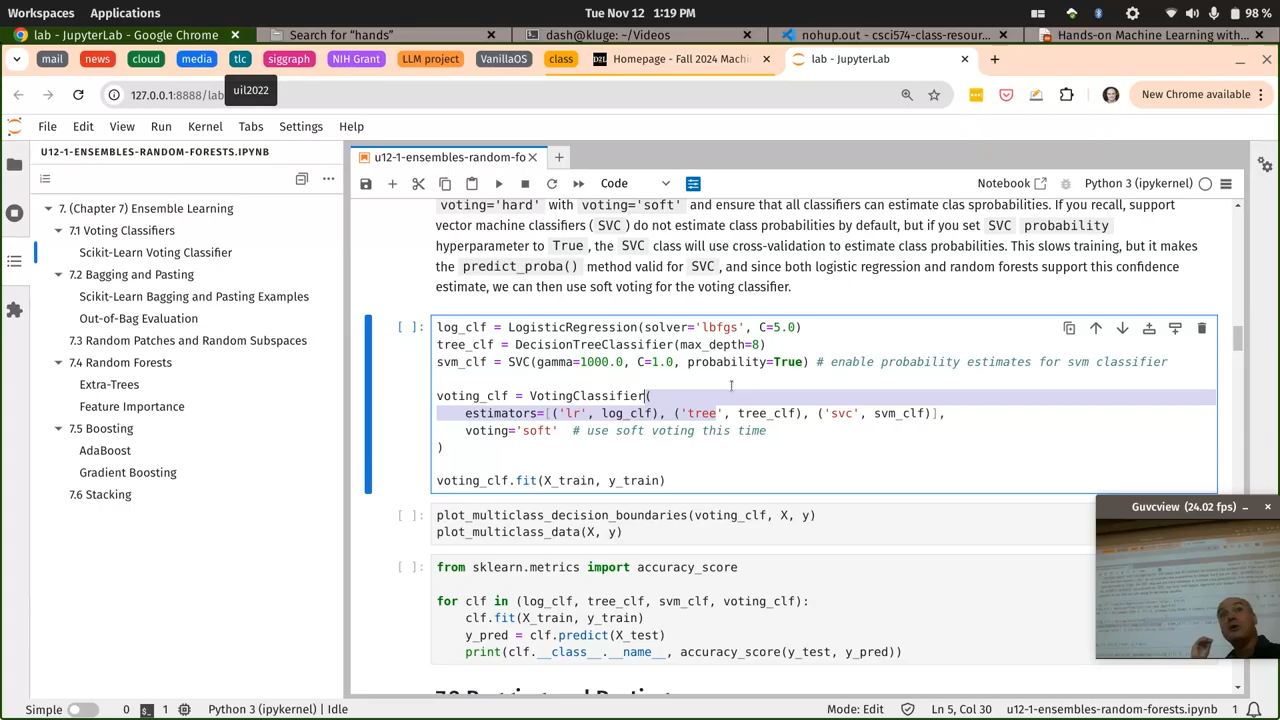 Workspaces Applications Tue Nov 12 1:19 PM 98 %
lab - JupyterLab - Google Chrome × Search for “hands” × dash@kluge: ~/Videos × nohup.out - csci574-class-resour... × Hands-on Machine Learning with... ×
mail news cloud media tlc siggraph NIH Grant LLM project VanillaOS class DZL Homepage - Fall 2024 Machi × lab - JupyterLab × +
127.0.0.1:8888/lab New Chrome available
uil2022
File Edit View Run Kernel Tabs Settings Help
U12-1-ENSEMBLES-RANDOM-FORESTS.IPYNB
7. (Chapter 7) Ensemble Learning
7.1 Voting Classifiers
Scikit-Learn Voting Classifier
7.2 Bagging and Pasting
Scikit-Learn Bagging and Pasting Examples
Out-of-Bag Evaluation
7.3 Random Patches and Random Subspaces
7.4 Random Forests
Extra-Trees
Feature Importance
7.5 Boosting
AdaBoost
Gradient Boosting
7.6 Stacking
u12-1-ensembles-random-fo × +
Code Notebook Python 3 (ipykernel)
voting='hard' with voting='soft' and ensure that all classifiers can estimate clas sprobabilities. If you recall, support
vector machine classifiers ( SVC ) do not estimate class probabilities by default, but if you set SVC probability
hyperparameter to True , the SVC class will use cross-validation to estimate class probabilities. This slows training, but it makes
the predict_proba() method valid for SVC , and since both logistic regression and random forests support this confidence
estimate, we can then use soft voting for the voting classifier.
[ ]: log_clf = LogisticRegression(solver='lbfgs', C=5.0)
tree_clf = DecisionTreeClassifier(max_depth=8)
svm_clf = SVC(gamma=1000.0, C=1.0, probability=True) # enable probability estimates for svm classifier
voting_clf = VotingClassifier(
estimators=[('lr', log_clf), ('tree', tree_clf), ('svc', svm_clf)],
voting='soft' # use soft voting this time
)
voting_clf.fit(X_train, y_train)
[ ]: plot_multiclass_decision_boundaries(voting_clf, X, y)
plot_multiclass_data(X, y)
[ ]: from sklearn.metrics import accuracy_score
for clf in (log_clf, tree_clf, svm_clf, voting_clf):
clf.fit(X_train, y_train)
y_pred = clf.predict(X_test)
print(clf.__class__.__name__, accuracy_score(y_test, y_pred))
Guvcview (24.02 fps) – ×
Simple 0 1 Python 3 (ipykernel) | Idle Mode: Edit Ln 5, Col 30 u12-1-ensembles-random-forests.ipynb 1